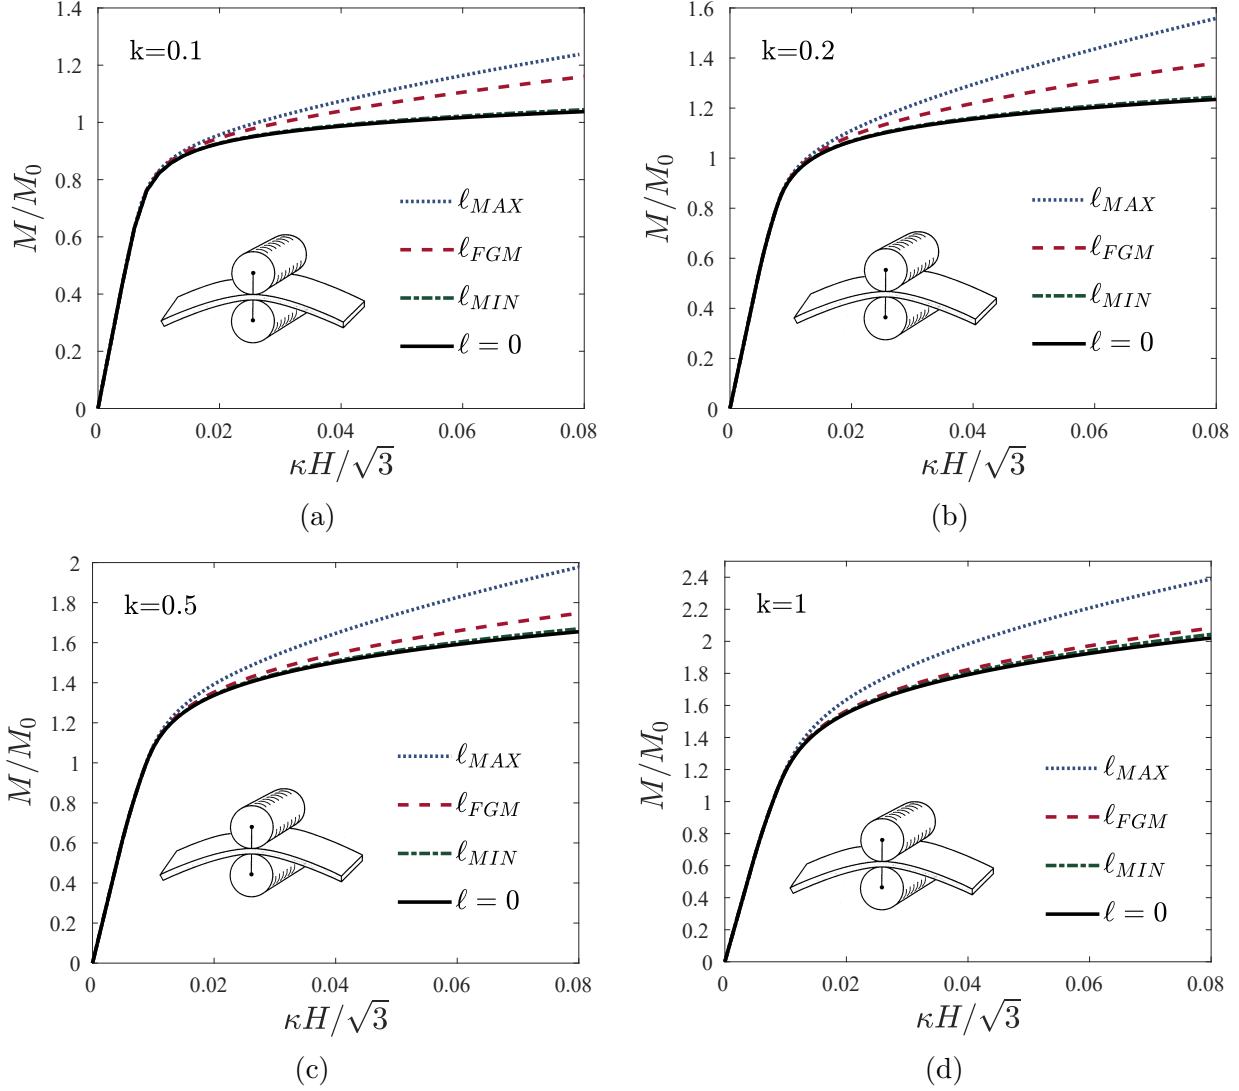 k=0.1
M/M₀
1.4
1.2
1
0.8
0.6
0.4
0.2
0
ℓ_MAX
ℓ_FGM
ℓ_MIN
ℓ = 0
0 0.02 0.04 0.06 0.08
κH/√3
(a)
k=0.2
M/M₀
1.6
1.4
1.2
1
0.8
0.6
0.4
0.2
0
ℓ_MAX
ℓ_FGM
ℓ_MIN
ℓ = 0
0 0.02 0.04 0.06 0.08
κH/√3
(b)
k=0.5
M/M₀
2
1.8
1.6
1.4
1.2
1
0.8
0.6
0.4
0.2
0
ℓ_MAX
ℓ_FGM
ℓ_MIN
ℓ = 0
0 0.02 0.04 0.06 0.08
κH/√3
(c)
k=1
M/M₀
2.4
2.2
2
1.8
1.6
1.4
1.2
1
0.8
0.6
0.4
0.2
0
ℓ_MAX
ℓ_FGM
ℓ_MIN
ℓ = 0
0 0.02 0.04 0.06 0.08
κH/√3
(d)